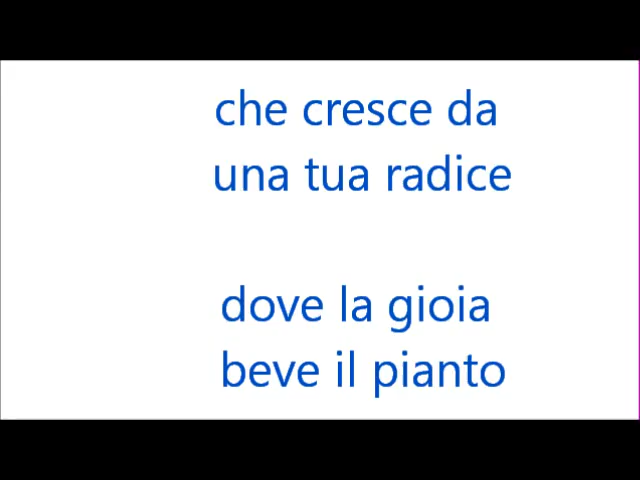 che cresce da
una tua radice
dove la gioia
beve il pianto